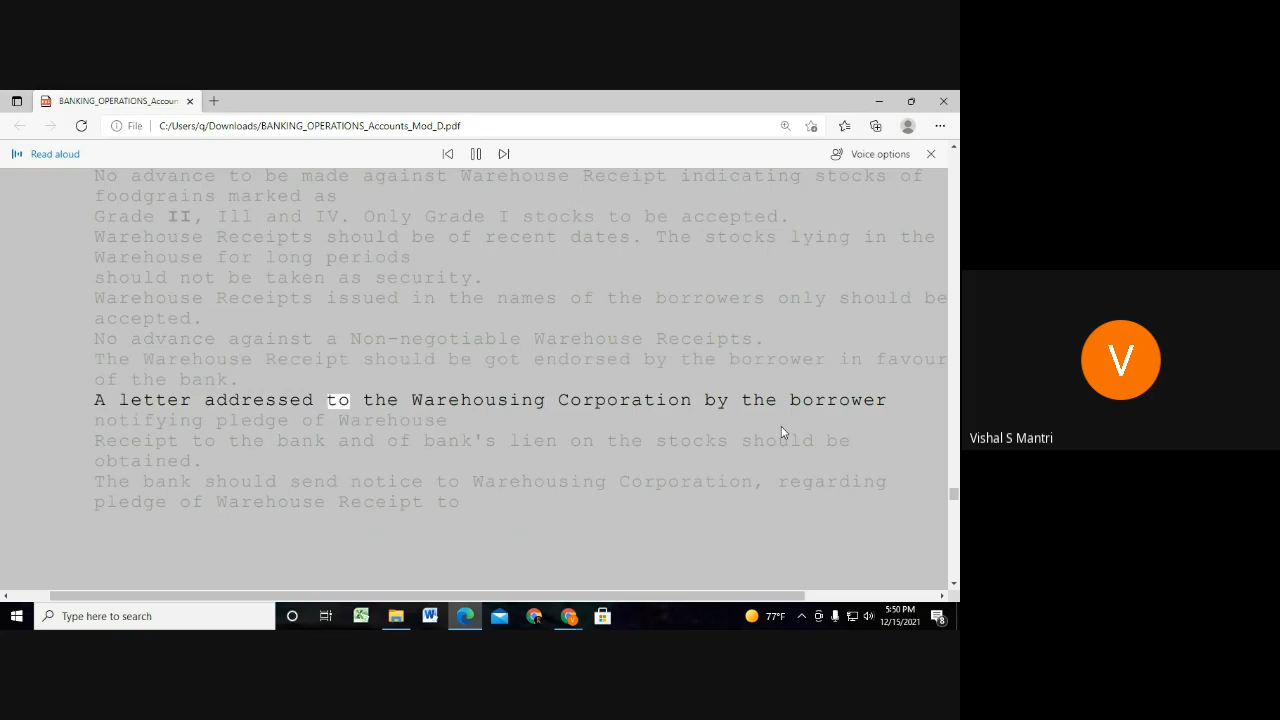 BANKING_OPERATIONS_Accoun
File
C:/Users/q/Downloads/BANKING_OPERATIONS_Accounts_Mod_D.pdf
Read aloud
Voice options
No advance to be made against Warehouse Receipt indicating stocks of
foodgrains marked as
Grade II, Ill and IV. Only Grade I stocks to be accepted.
Warehouse Receipts should be of recent dates. The stocks lying in the
Warehouse for long periods
should not be taken as security.
Warehouse Receipts issued in the names of the borrowers only should be
accepted.
No advance against a Non-negotiable Warehouse Receipts.
The Warehouse Receipt should be got endorsed by the borrower in favour
of the bank.
A letter addressed to the Warehousing Corporation by the borrower
notifying pledge of Warehouse
Receipt to the bank and of bank's lien on the stocks should be
obtained.
The bank should send notice to Warehousing Corporation, regarding
pledge of Warehouse Receipt to
V
Vishal S Mantri
Type here to search
77°F
5:50 PM
12/15/2021
8